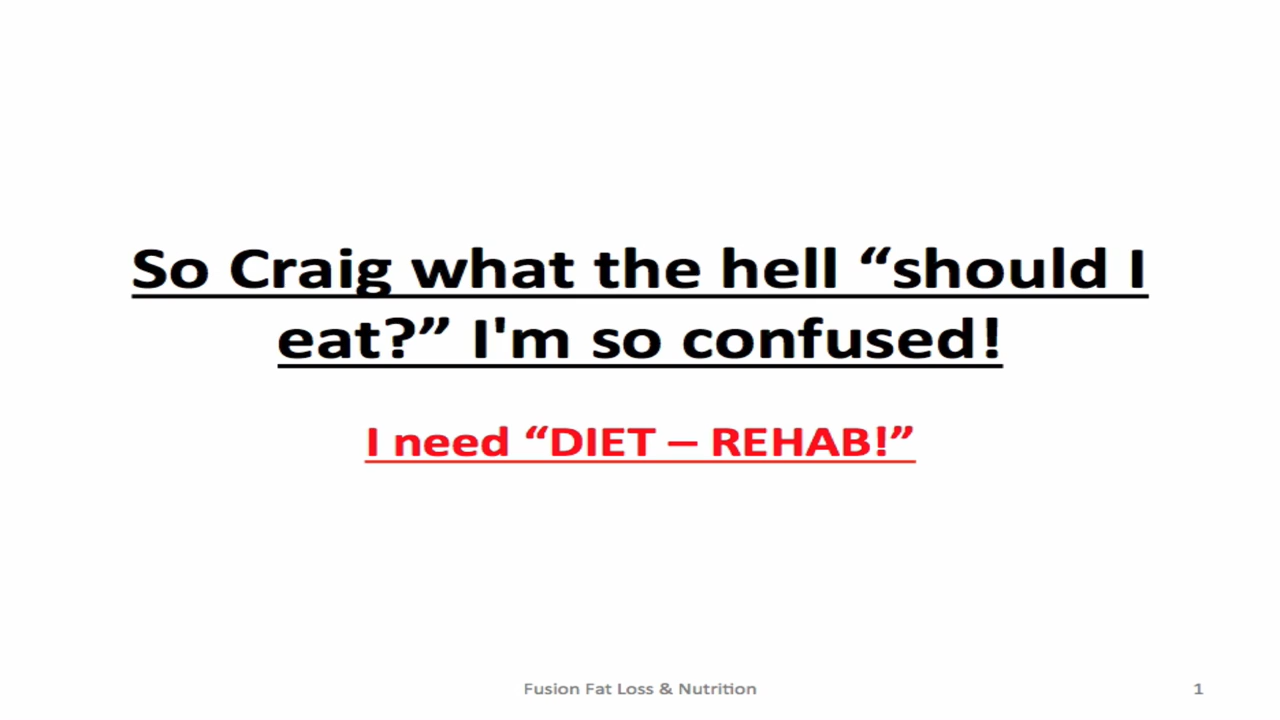 So Craig what the hell “should I
eat?” I'm so confused!
I need “DIET – REHAB!”
Fusion Fat Loss & Nutrition
1